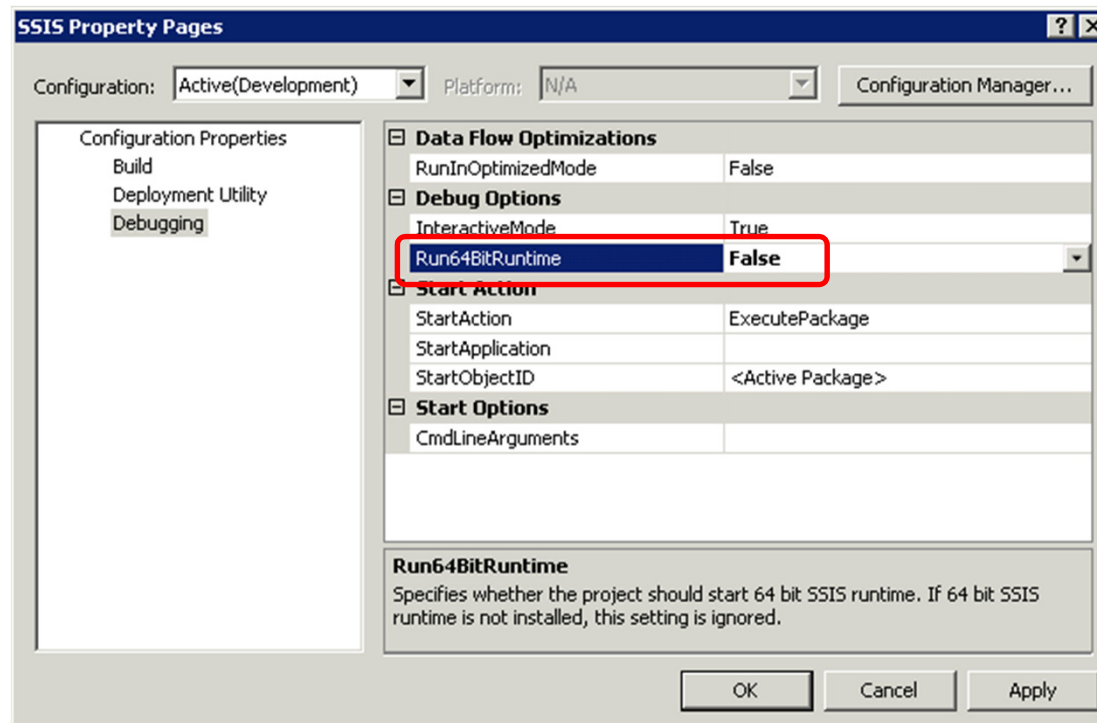 SSIS Property Pages
Configuration: Active(Development) Platform: N/A Configuration Manager...
Configuration Properties
Build
Deployment Utility
Debugging
Data Flow Optimizations
RunInOptimizedMode False
Debug Options
InteractiveMode True
Run64BitRuntime False
Start Action
StartAction ExecutePackage
StartApplication
StartObjectID <Active Package>
Start Options
CmdLineArguments
Run64BitRuntime
Specifies whether the project should start 64 bit SSIS runtime. If 64 bit SSIS
runtime is not installed, this setting is ignored.
OK Cancel Apply